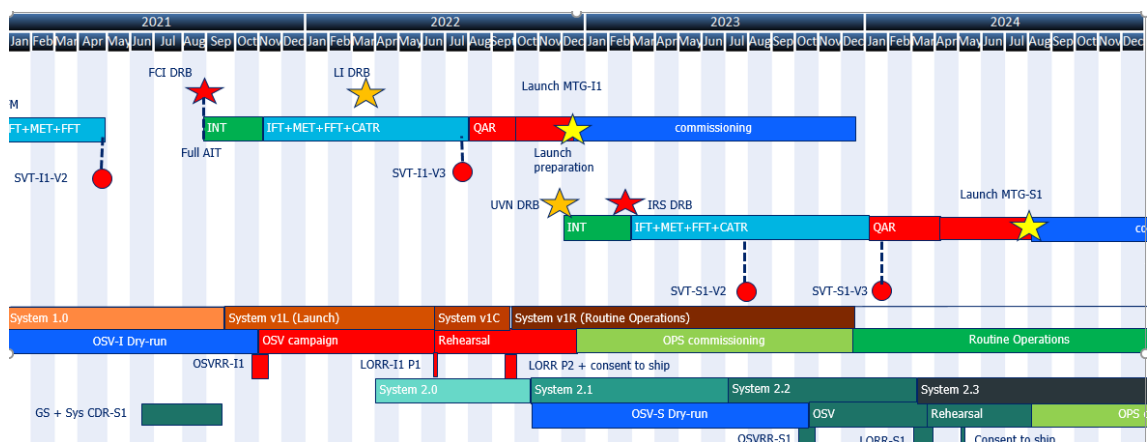 2021 2022 2023 2024
Jan Feb Mar Apr May Jun Jul Aug Sep Oct Nov Dec Jan Feb Mar Apr May Jun Jul Aug Sept Oct Nov Dec Jan Feb Mar Apr May Jun Jul Aug Sep Oct Nov Dec Jan Feb Mar Apr May Jun Jul Aug Sep Oct Nov Dec
FCI DRB LI DRB
Launch MTG-I1
M
FT+MET+FFT INT IFT+MET+FFT+CATR QAR commissioning
Full AIT
Launch
preparation
SVT-I1-V2 SVT-I1-V3
Launch MTG-S1
UVN DRB IRS DRB
INT IFT+MET+FFT+CATR QAR co
SVT-S1-V2 SVT-S1-V3
System 1.0 System v1L (Launch) System v1C System v1R (Routine Operations)
OSV-I Dry-run OSV campaign Rehearsal OPS commissioning Routine Operations
OSVRR-I1 LORR-I1 P1 LORR P2 + consent to ship
System 2.0 System 2.1 System 2.2 System 2.3
GS + Sys CDR-S1 OSV-S Dry-run OSV Rehearsal OPS
OSVRR-S1 LORR-S1 Consent to ship